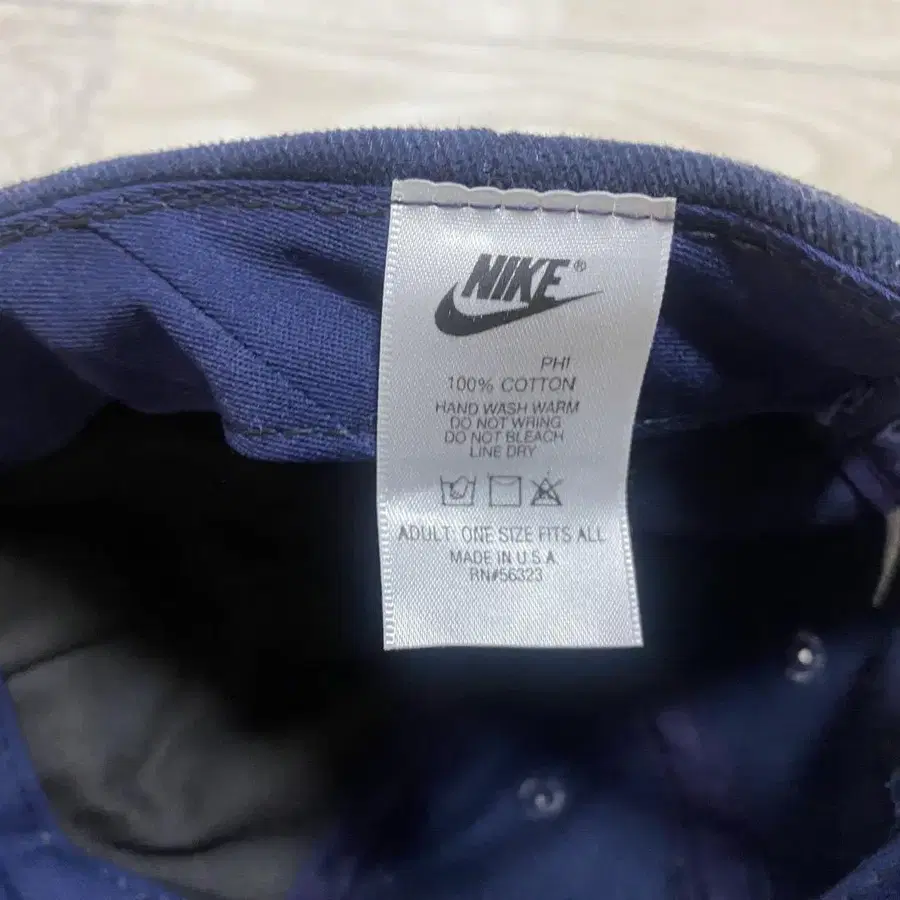 NIKE®
PHI
100% COTTON
HAND WASH WARM
DO NOT WRING
DO NOT BLEACH
LINE DRY
ADULT: ONE SIZE FITS ALL
MADE IN U.S.A.
RN#56323